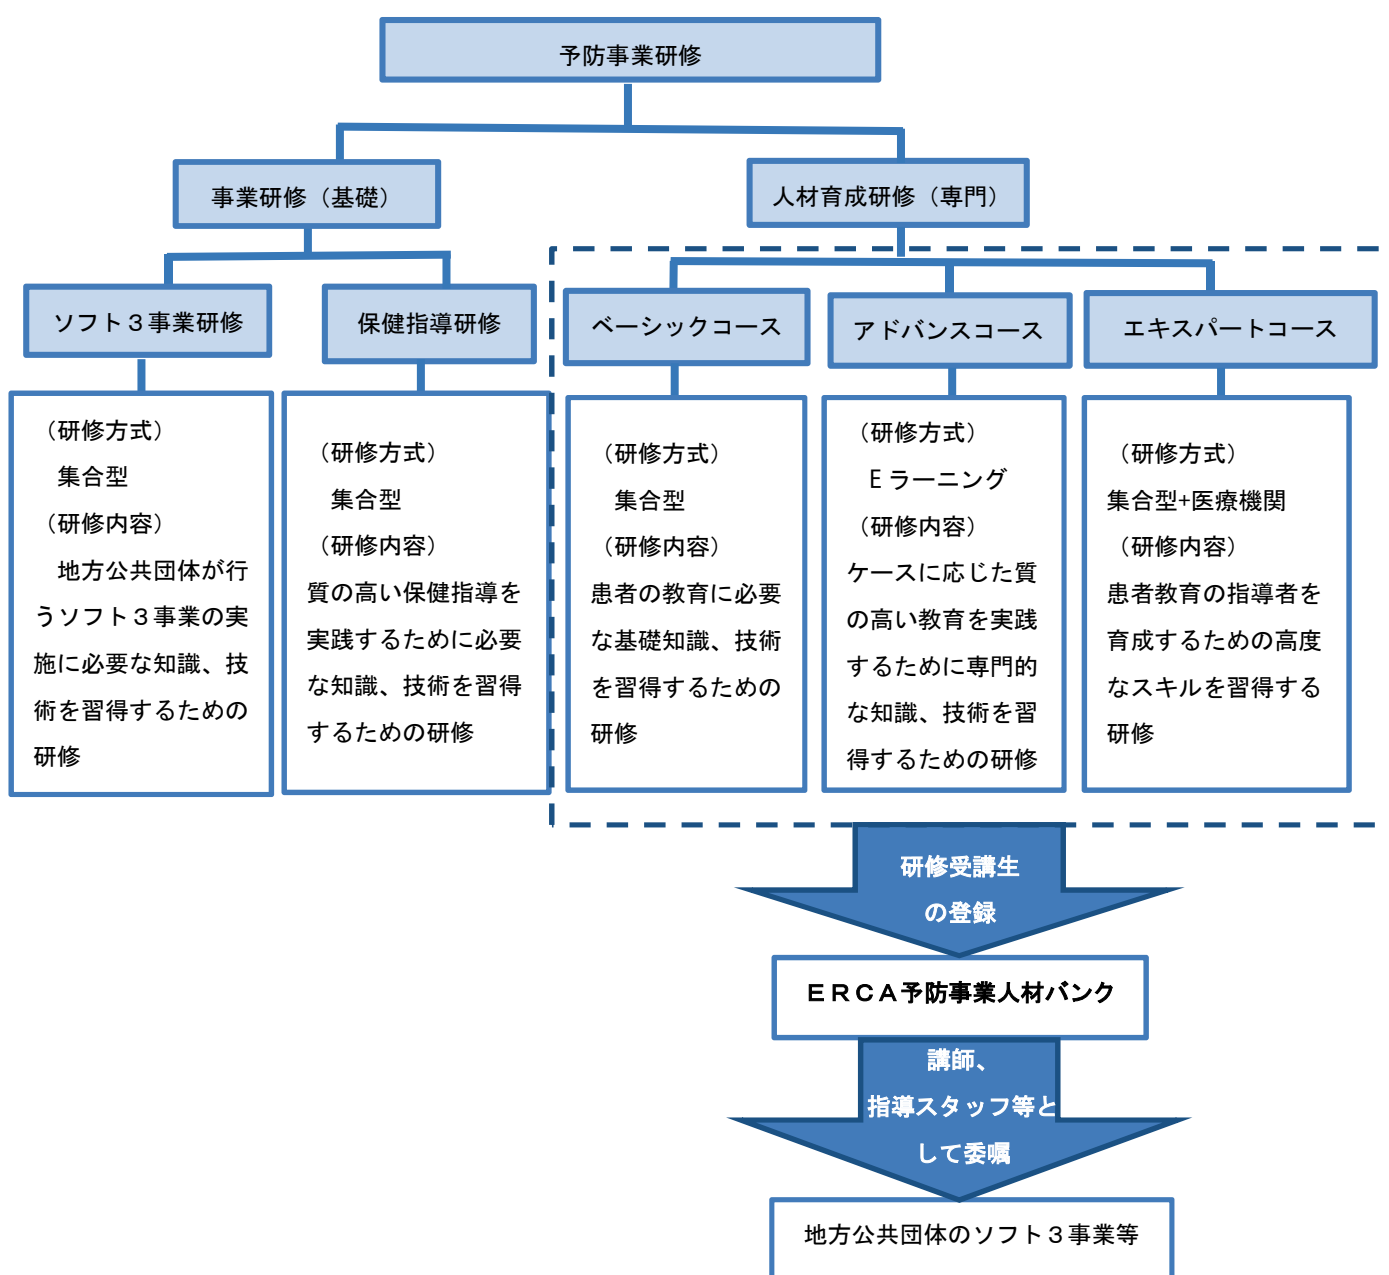 予防事業研修
事業研修（基礎）
人材育成研修（専門）
ソフト３事業研修
保健指導研修
ベーシックコース
アドバンスコース
エキスパートコース
（研修方式）
集合型
（研修内容）
地方公共団体が行
うソフト３事業の実
施に必要な知識、技
術を習得するための
研修
（研修方式）
集合型
（研修内容）
質の高い保健指導を
実践するために必要
な知識、技術を習得
するための研修
（研修方式）
集合型
（研修内容）
患者の教育に必要
な基礎知識、技術
を習得するための
研修
（研修方式）
Eラーニング
（研修内容）
ケースに応じた質
の高い教育を実践
するために専門的
な知識、技術を習
得するための研修
（研修方式）
集合型+医療機関
（研修内容）
患者教育の指導者を
育成するための高度
なスキルを習得する
研修
研修受講生
の登録
ＥＲＣＡ予防事業人材バンク
講師、
指導スタッフ等と
して委嘱
地方公共団体のソフト３事業等